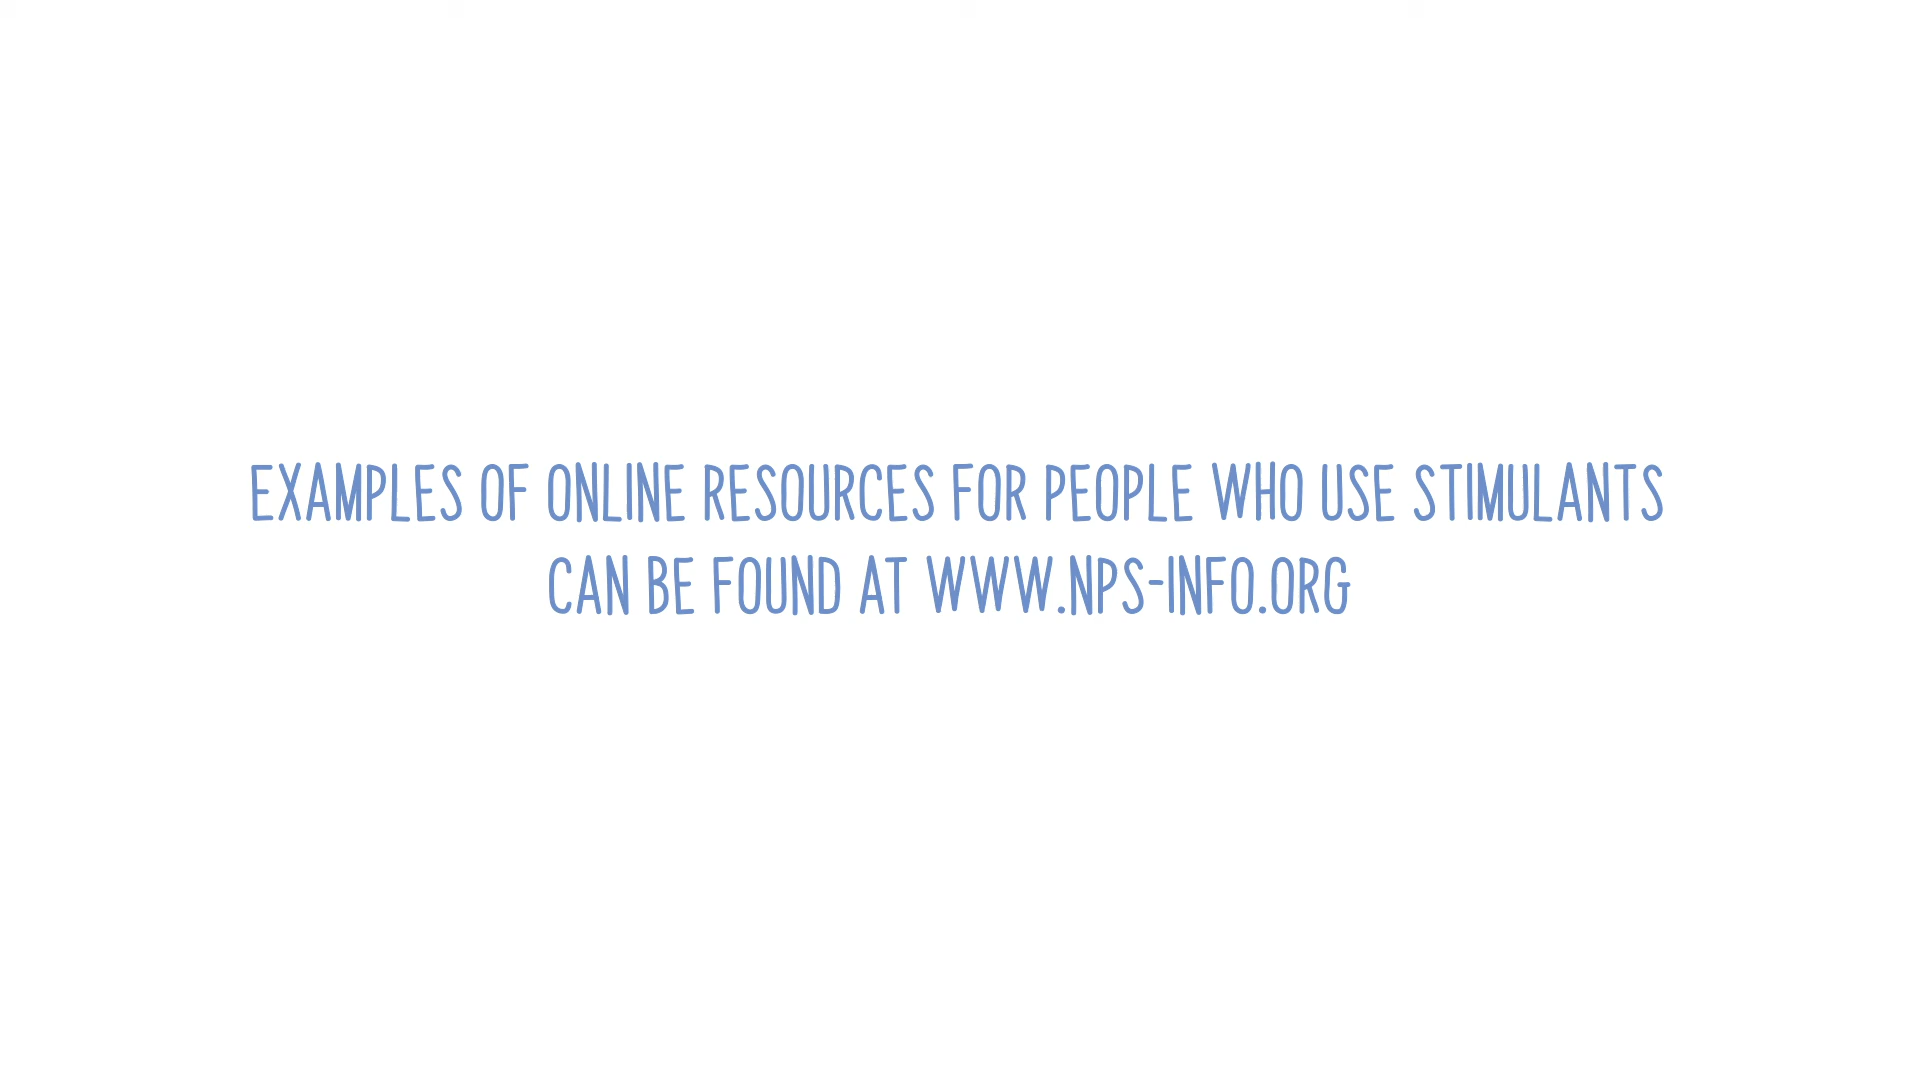 EXAMPLES OF ONLINE RESOURCES FOR PEOPLE WHO USE STIMULANTS
CAN BE FOUND AT WWW.NPS-INFO.ORG